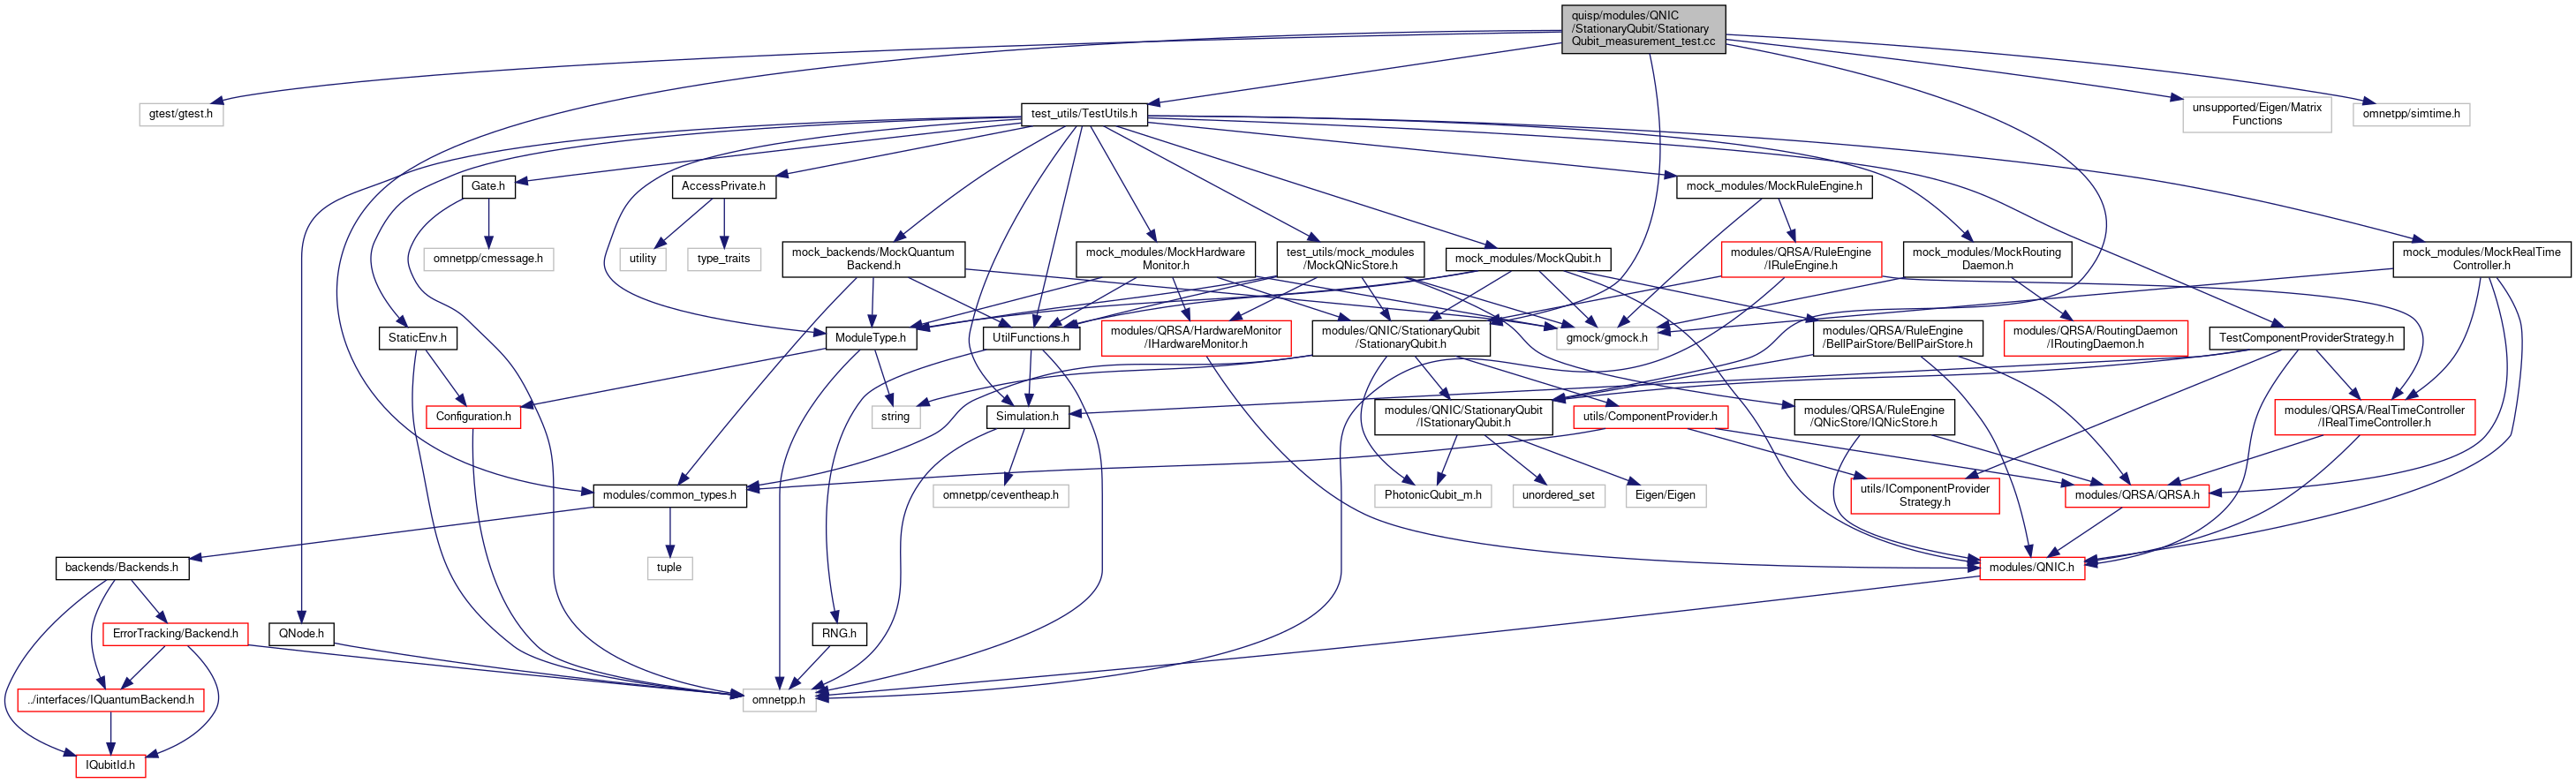 quisp/modules/QNIC
/StationaryQubit/Stationary
Qubit_measurement_test.cc
gtest/gtest.h
test_utils/TestUtils.h
unsupported/Eigen/Matrix
Functions
omnetpp/simtime.h
Gate.h
AccessPrivate.h
mock_modules/MockRuleEngine.h
omnetpp/cmessage.h
utility
type_traits
mock_backends/MockQuantum
Backend.h
mock_modules/MockHardware
Monitor.h
test_utils/mock_modules
/MockQNicStore.h
mock_modules/MockQubit.h
modules/QRSA/RuleEngine
/IRuleEngine.h
mock_modules/MockRouting
Daemon.h
mock_modules/MockRealTime
Controller.h
StaticEnv.h
ModuleType.h
UtilFunctions.h
modules/QRSA/HardwareMonitor
/IHardwareMonitor.h
modules/QNIC/StationaryQubit
/StationaryQubit.h
gmock/gmock.h
modules/QRSA/RuleEngine
/BellPairStore/BellPairStore.h
modules/QRSA/RoutingDaemon
/IRoutingDaemon.h
TestComponentProviderStrategy.h
Configuration.h
string
Simulation.h
modules/QNIC/StationaryQubit
/IStationaryQubit.h
utils/ComponentProvider.h
modules/QRSA/RuleEngine
/QNicStore/IQNicStore.h
modules/QRSA/RealTimeController
/IRealTimeController.h
modules/common_types.h
omnetpp/ceventheap.h
PhotonicQubit_m.h
unordered_set
Eigen/Eigen
utils/IComponentProvider
Strategy.h
modules/QRSA/QRSA.h
backends/Backends.h
tuple
modules/QNIC.h
ErrorTracking/Backend.h
QNode.h
RNG.h
../interfaces/IQuantumBackend.h
omnetpp.h
IQubitId.h